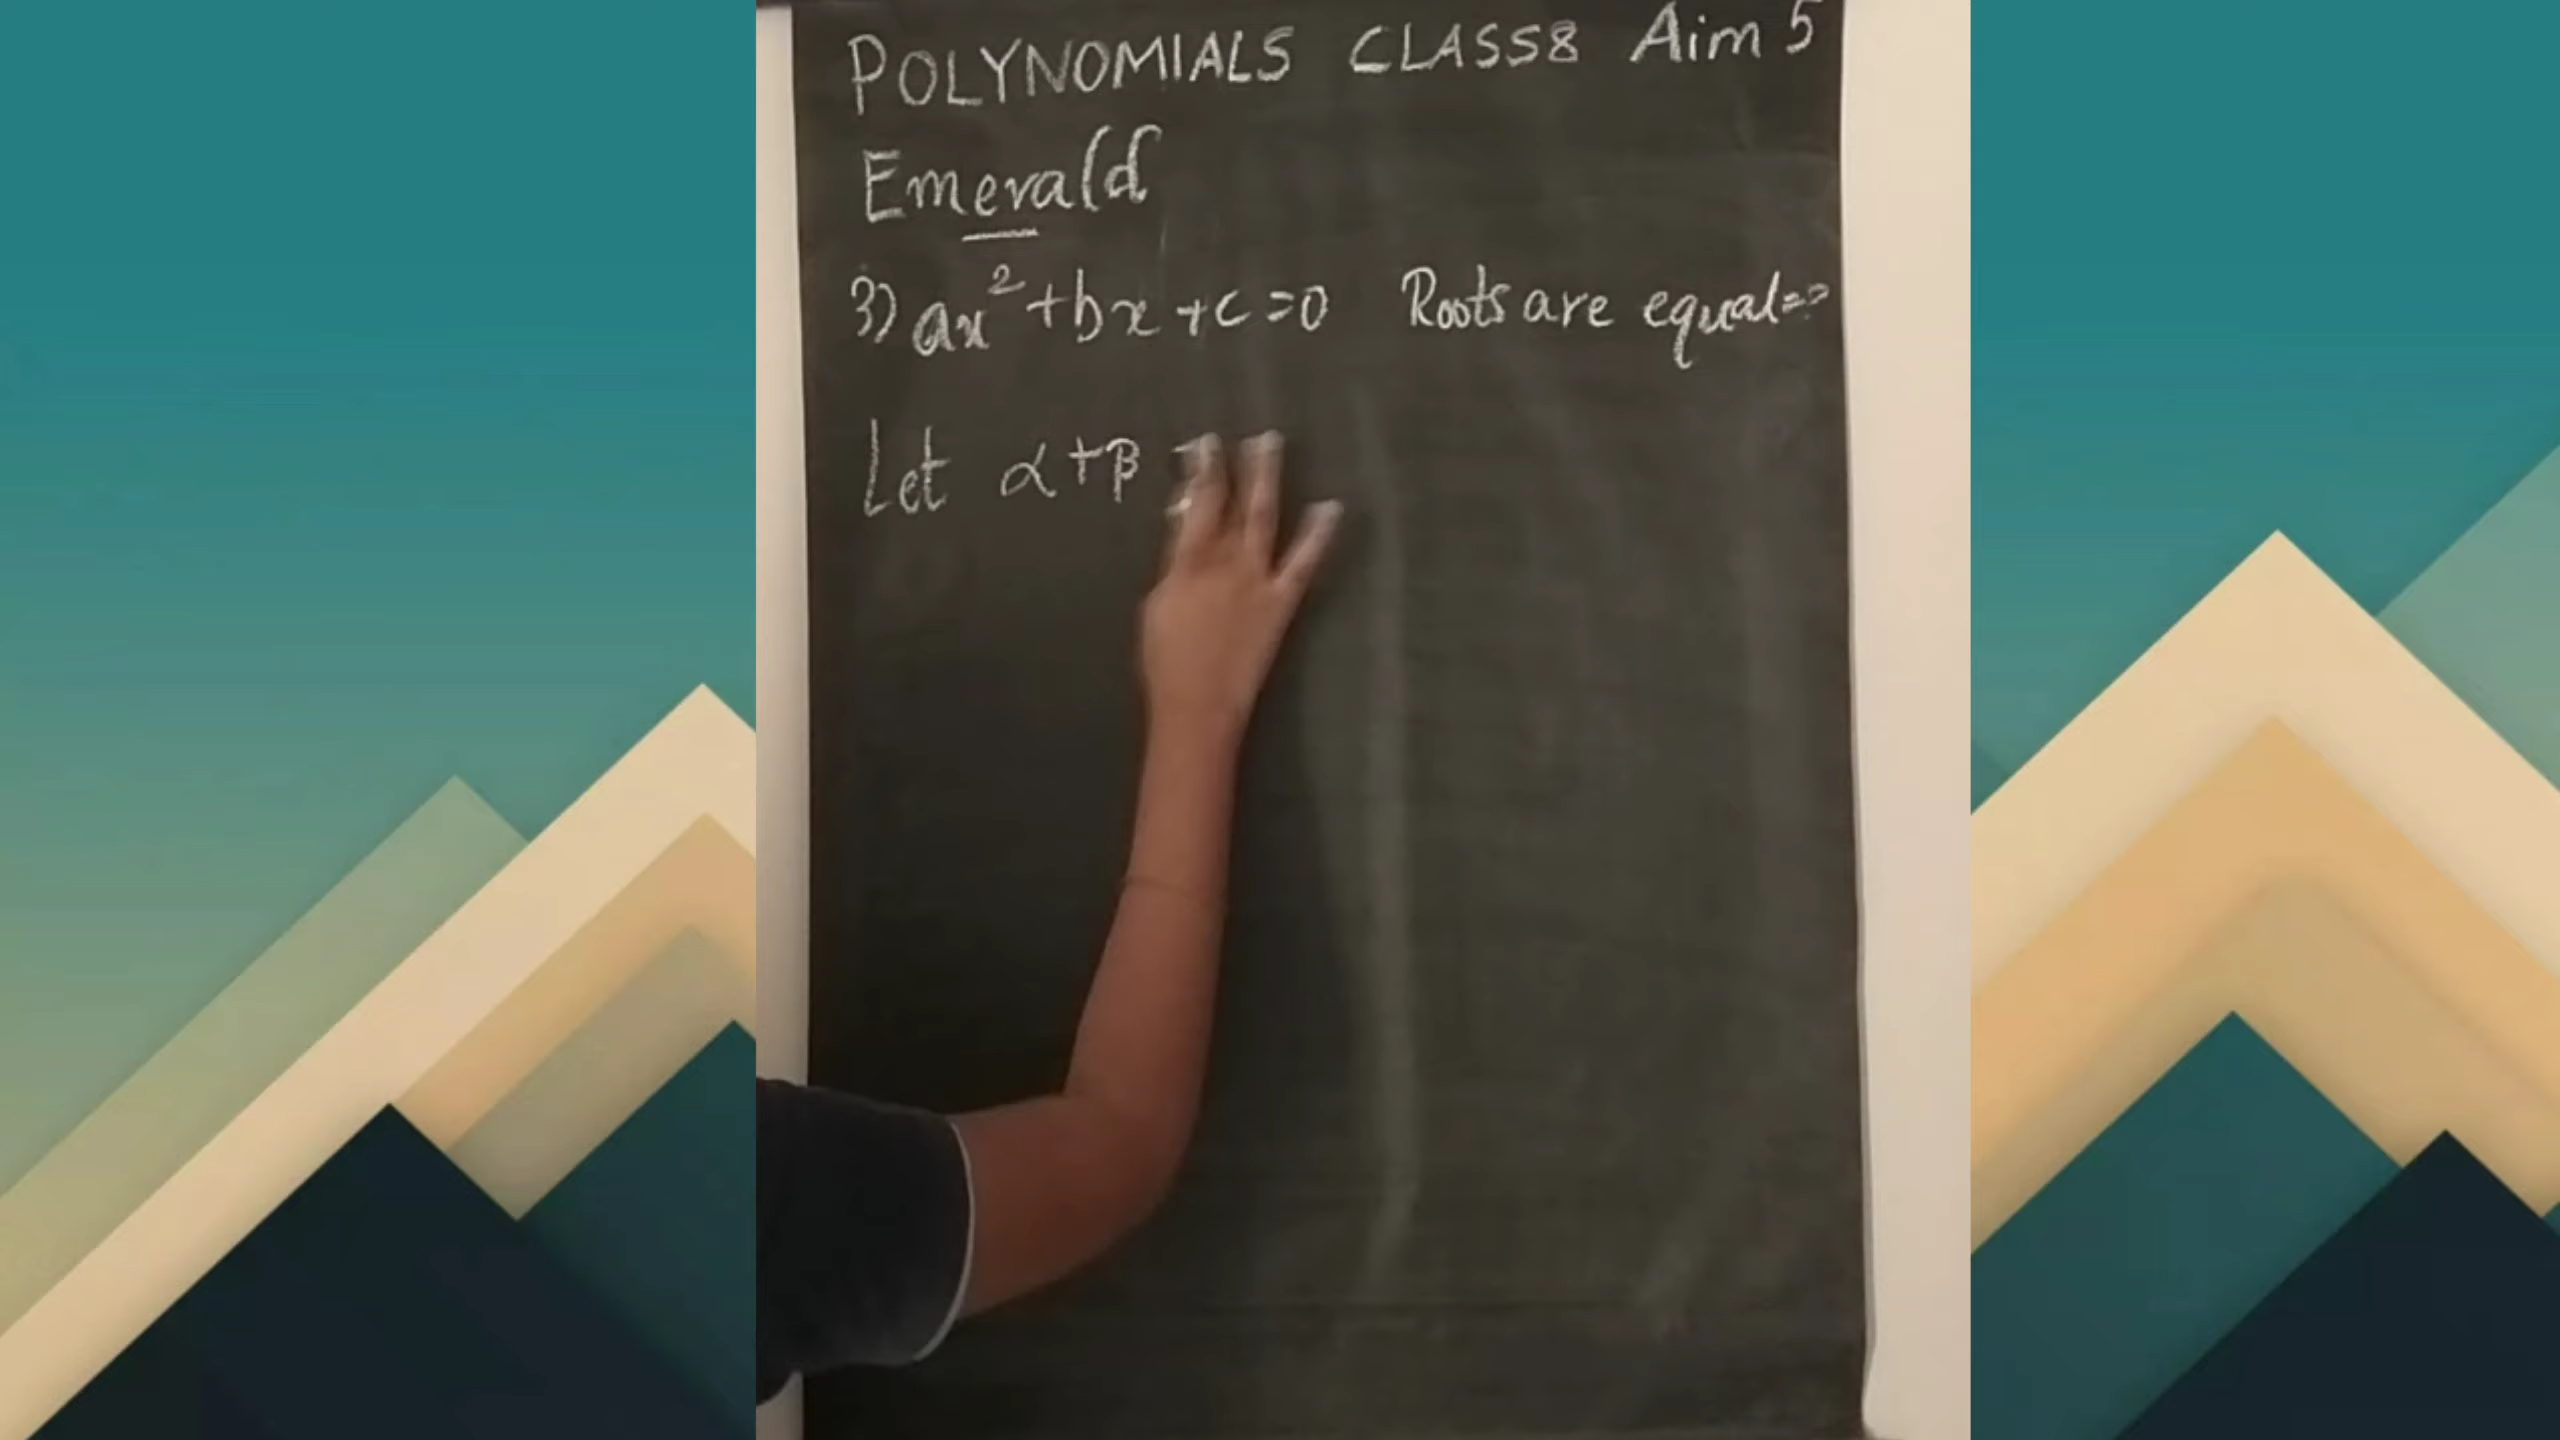 POLYNOMIALS CLASS8 Aim 5
Emerald
3) ax²+bx+c=0 Roots are equal=>
Let α+β =